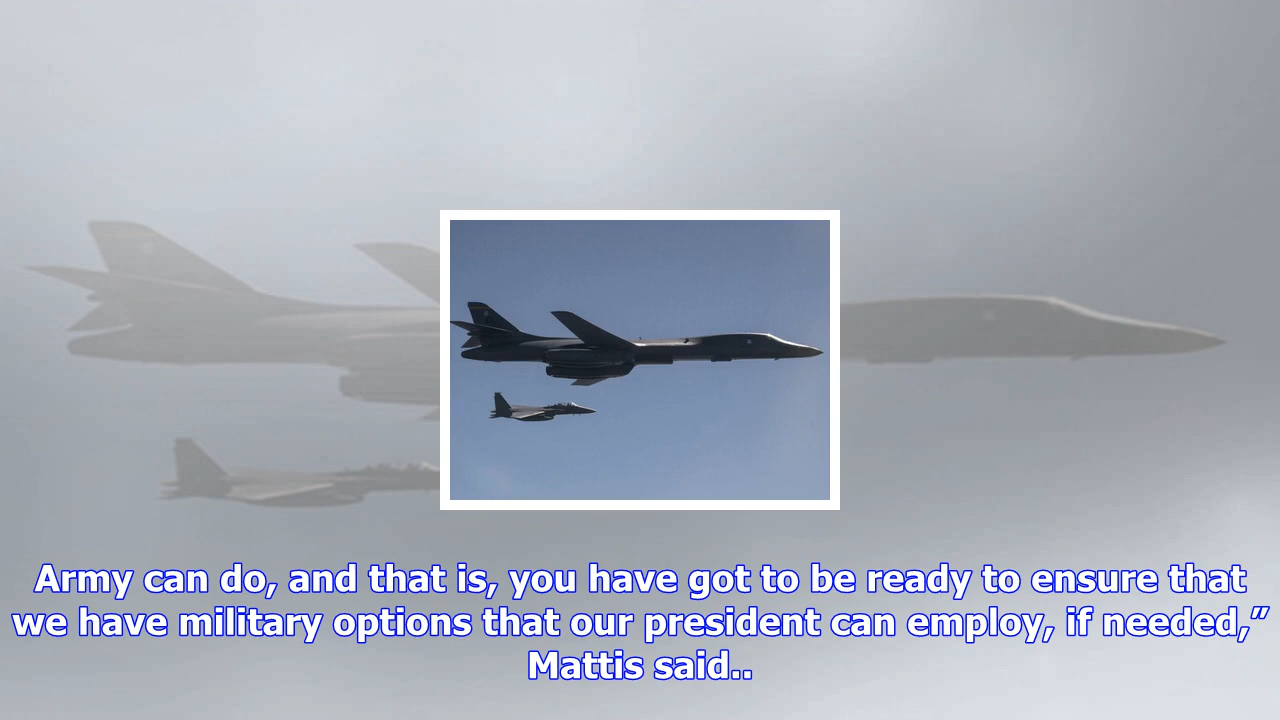 Army can do, and that is, you have got to be ready to ensure that
we have military options that our president can employ, if needed,”
Mattis said..